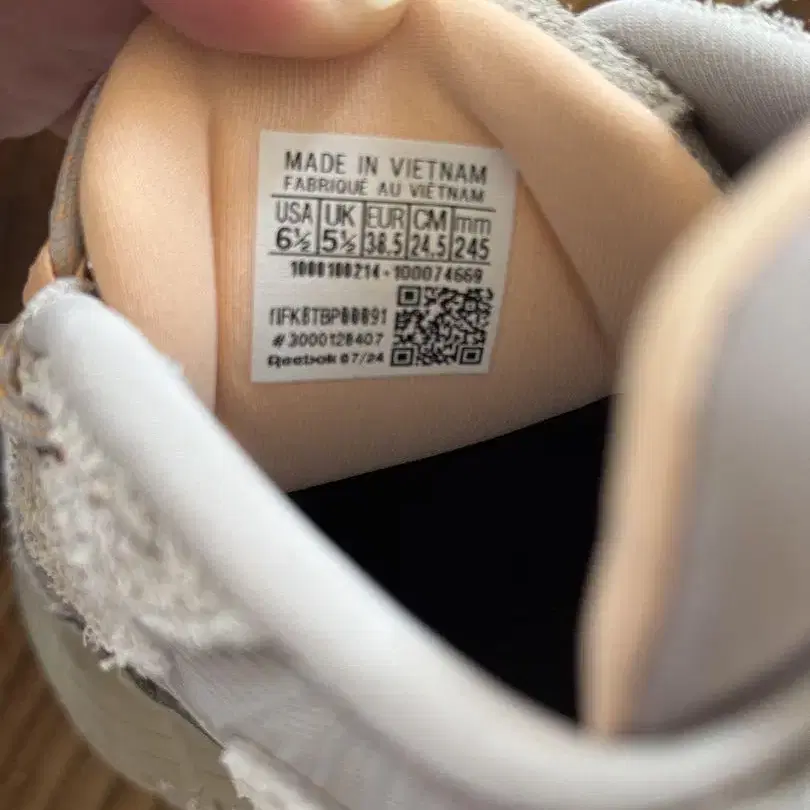 MADE IN VIETNAM
FABRIQUÉ AU VIETNAM
USA UK EUR CM mm
6½ 5½ 38.5 24.5 245
1000100214 - 100074669
#3000128407
Reebok 07/24